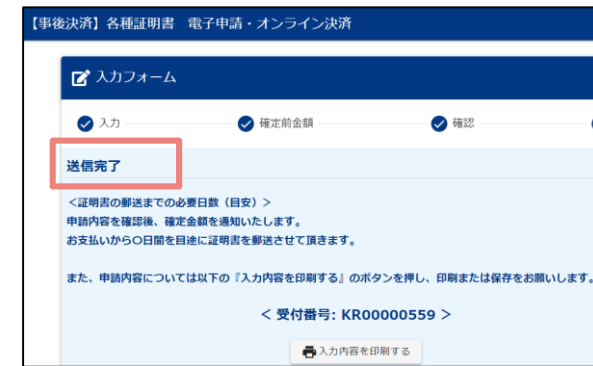 【事後決済】各種証明書　電子申請・オンライン決済
入力フォーム
入力 確定前金額 確認
送信完了
＜証明書の郵送までの必要日数（目安）＞
申請内容を確認後、確定金額を通知いたします。
お支払いから〇日間を目途に証明書を郵送させて頂きます。
また、申請内容については以下の『入力内容を印刷する』のボタンを押し、印刷または保存をお願いします。
＜ 受付番号: KR00000559 ＞
入力内容を印刷する